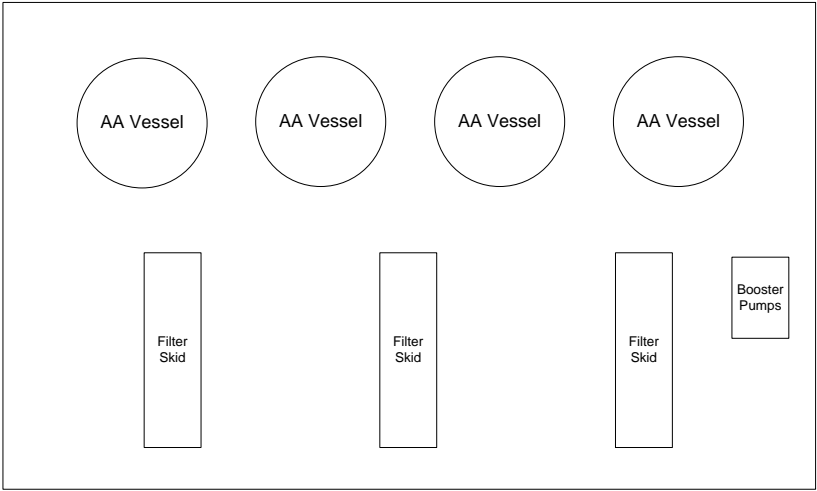 AA Vessel
AA Vessel
AA Vessel
AA Vessel
Filter
Skid
Filter
Skid
Filter
Skid
Booster
Pumps